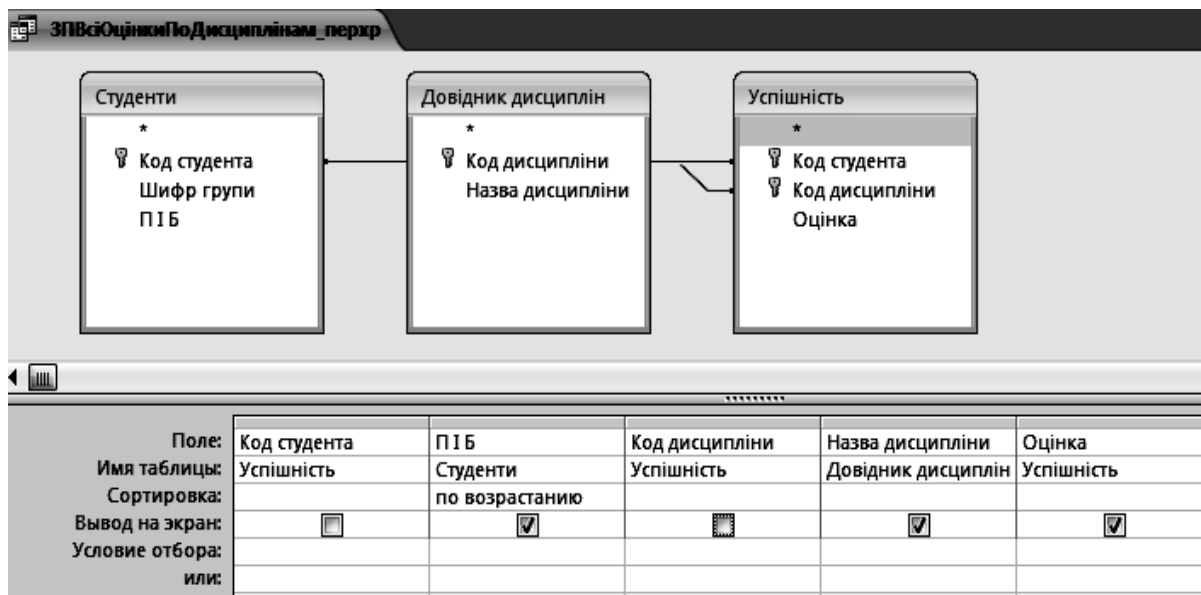 ЗПВсіОцінкиПоДисциплінам_перхр
Студенти
*
Код студента
Шифр групи
П І Б
Довідник дисциплін
*
Код дисципліни
Назва дисципліни
Успішність
*
Код студента
Код дисципліни
Оцінка
Поле: Код студента П І Б Код дисципліни Назва дисципліни Оцінка
Имя таблицы: Успішність Студенти Успішність Довідник дисциплін Успішність
Сортировка: по возрастанию
Вывод на экран:
Условие отбора:
или: